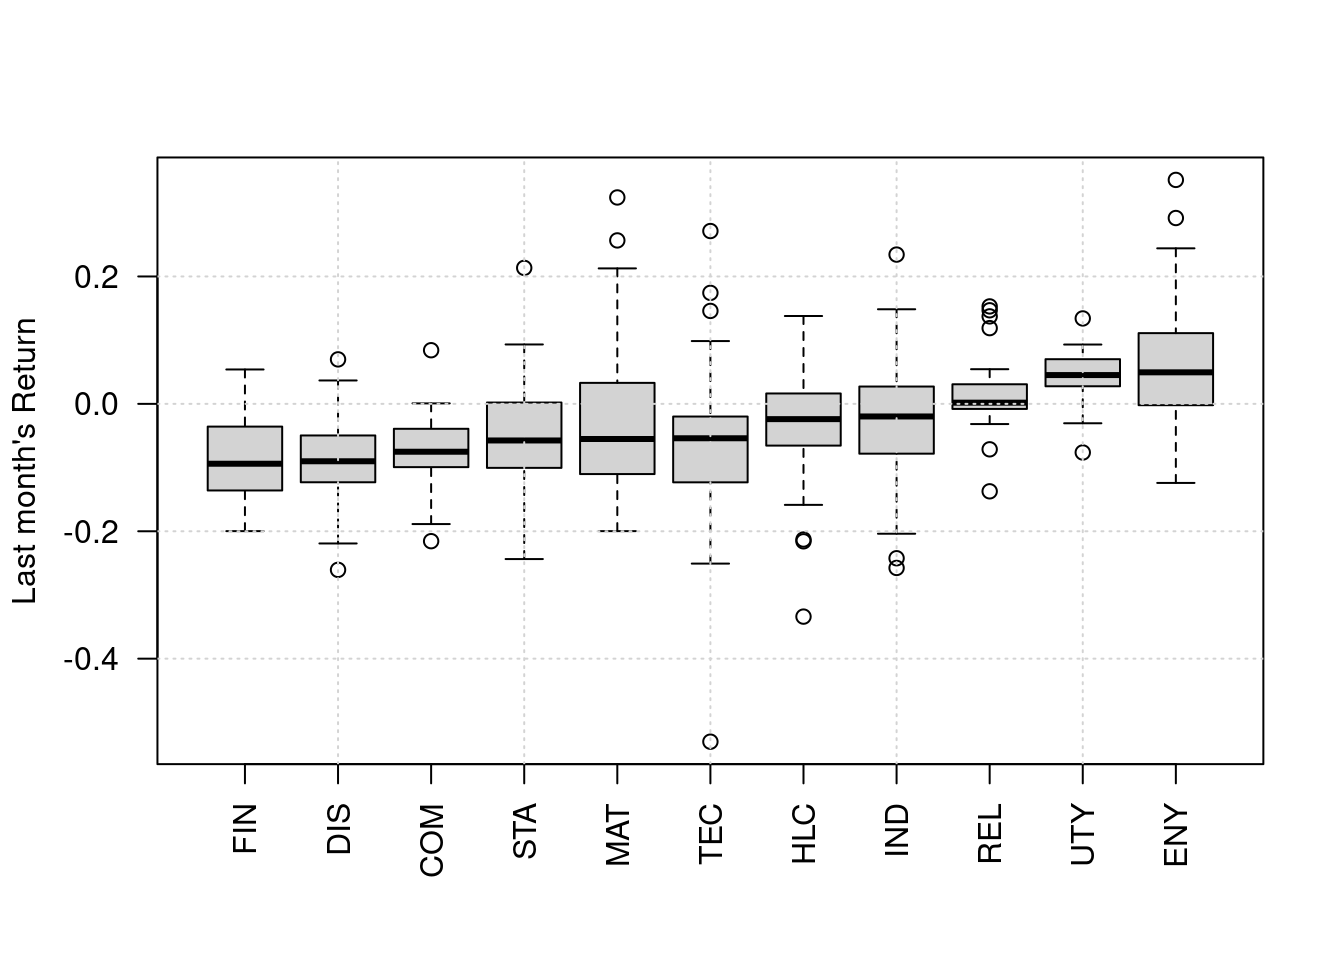 Last month's Return
0.2
0.0
-0.2
-0.4
FIN
DIS
COM
STA
MAT
TEC
HLC
IND
REL
UTY
ENY